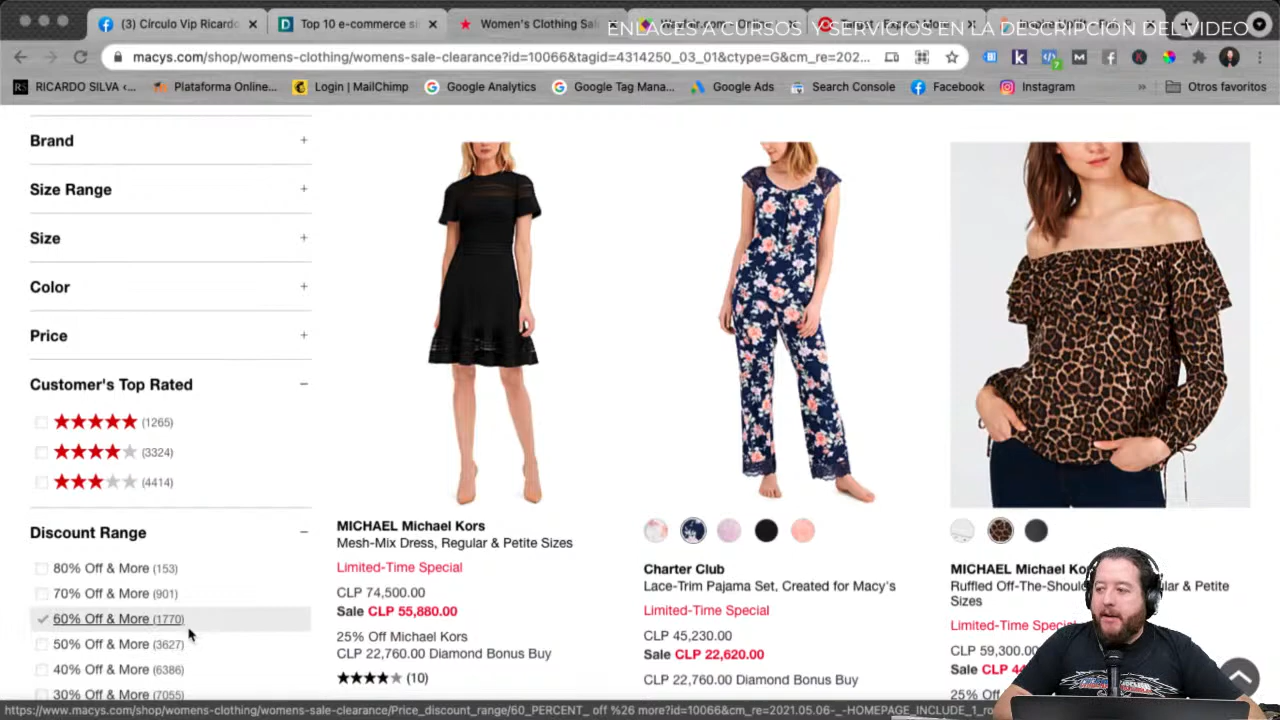 (3) Círculo Vip Ricardo
Top 10 e-commerce si
Women's Clothing Sal
ENLACES A CURSOS Y SERVICIOS EN LA DESCRIPCIÓN DEL VIDEO
macys.com/shop/womens-clothing/womens-sale-clearance?id=10066&tagid=4314250_03_01&ctype=G&cm_re=202...
RICARDO SILVA ‹...
Plataforma Online...
Login | MailChimp
Google Analytics
Google Tag Mana...
Google Ads
Search Console
Facebook
Instagram
»
Otros favoritos
Brand
Size Range
Size
Color
Price
Customer's Top Rated
(1265)
(3324)
(4414)
Discount Range
80% Off & More (153)
70% Off & More (901)
60% Off & More (1770)
50% Off & More (3627)
40% Off & More (6386)
30% Off & More (7055)
MICHAEL Michael Kors
Mesh-Mix Dress, Regular & Petite Sizes
Limited-Time Special
CLP 74,500.00
Sale CLP 55,880.00
25% Off Michael Kors
CLP 22,760.00 Diamond Bonus Buy
(10)
Charter Club
Lace-Trim Pajama Set, Created for Macy's
Limited-Time Special
CLP 45,230.00
Sale CLP 22,620.00
CLP 22,760.00 Diamond Bonus Buy
MICHAEL Michael Ko
Ruffled Off-The-Shoul & Petite
Sizes
Limited-Time Speci
CLP 59,300.00
Sale CLP 44
25% Off
https://www.macys.com/shop/womens-clothing/womens-sale-clearance/Price_discount_range/60_PERCENT_ off %26 more?id=10066&cm_re=2021.05.06-_-HOMEPAGE_INCLUDE_1_ro